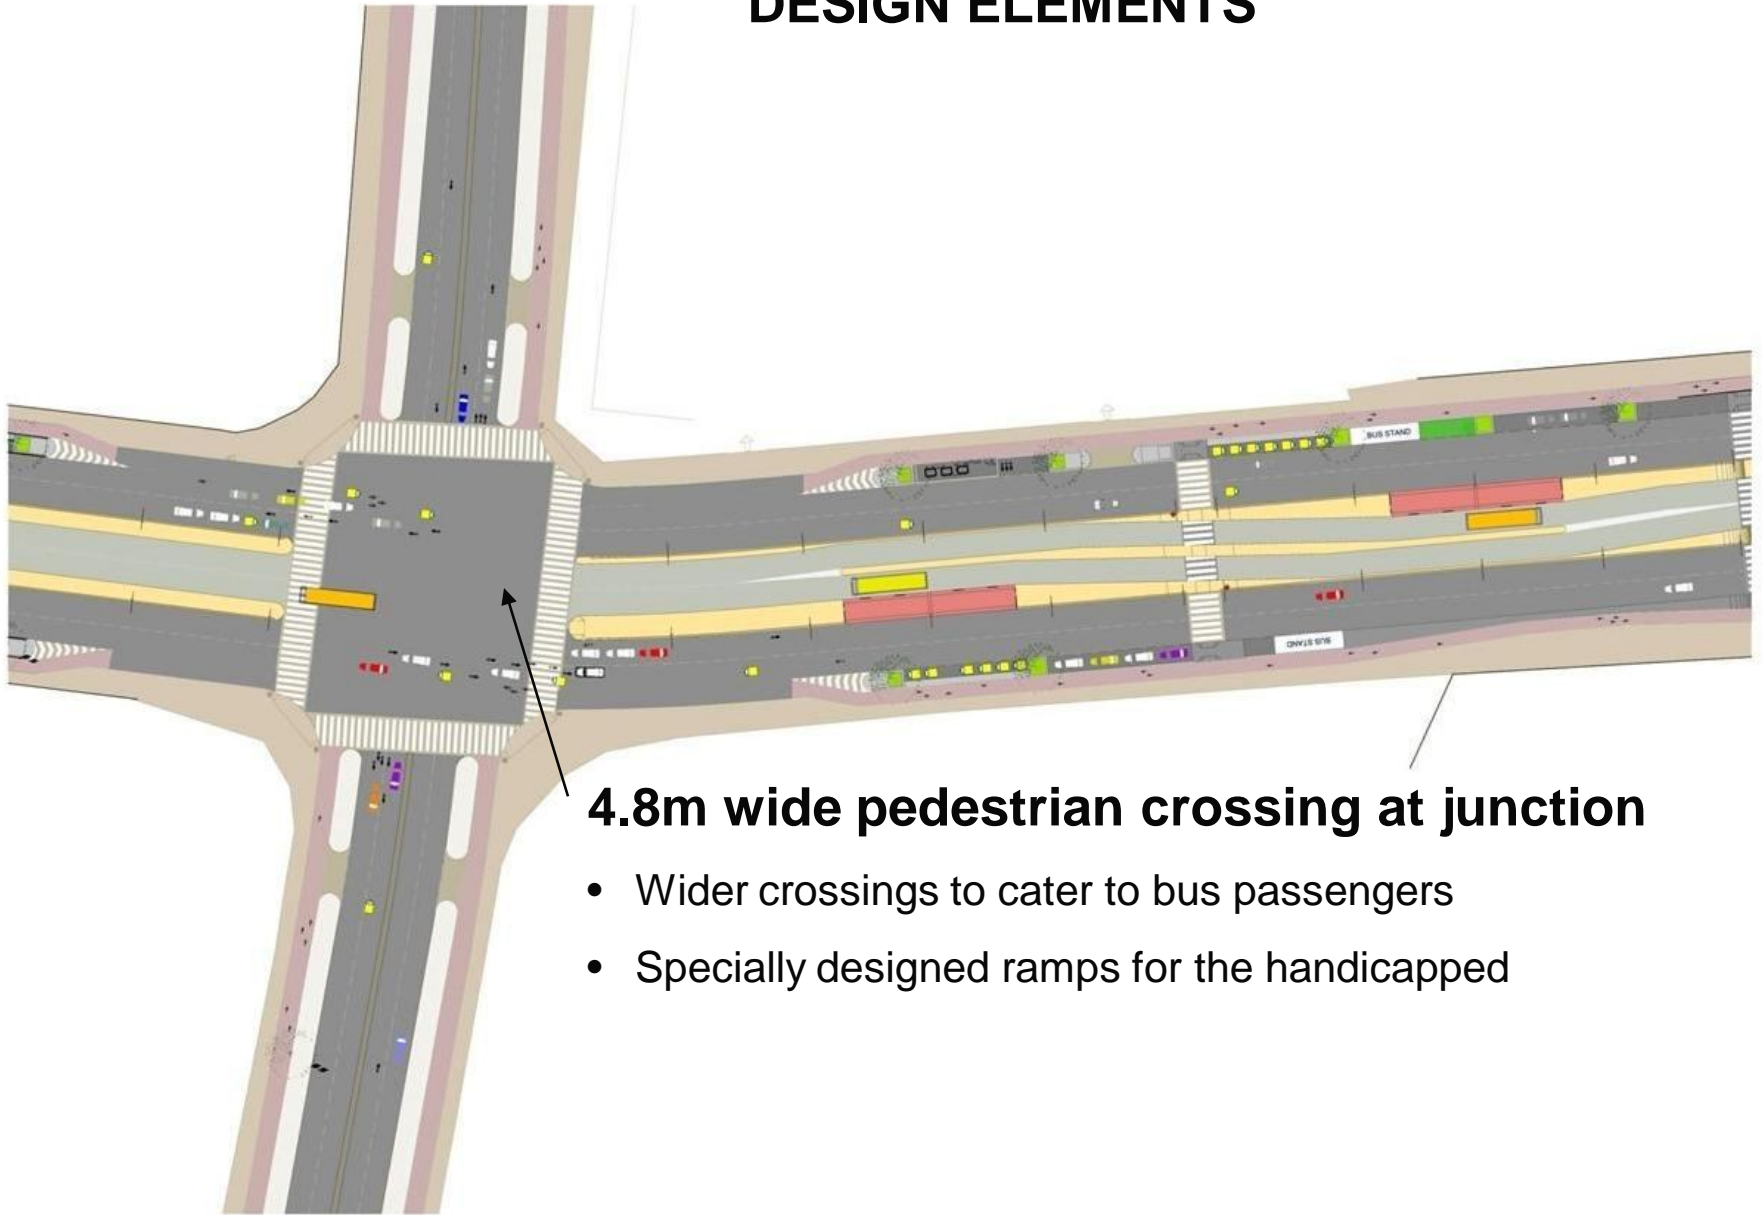 DESIGN ELEMENTS
BUS STAND
BUS STAND
4.8m wide pedestrian crossing at junction
• Wider crossings to cater to bus passengers
• Specially designed ramps for the handicapped